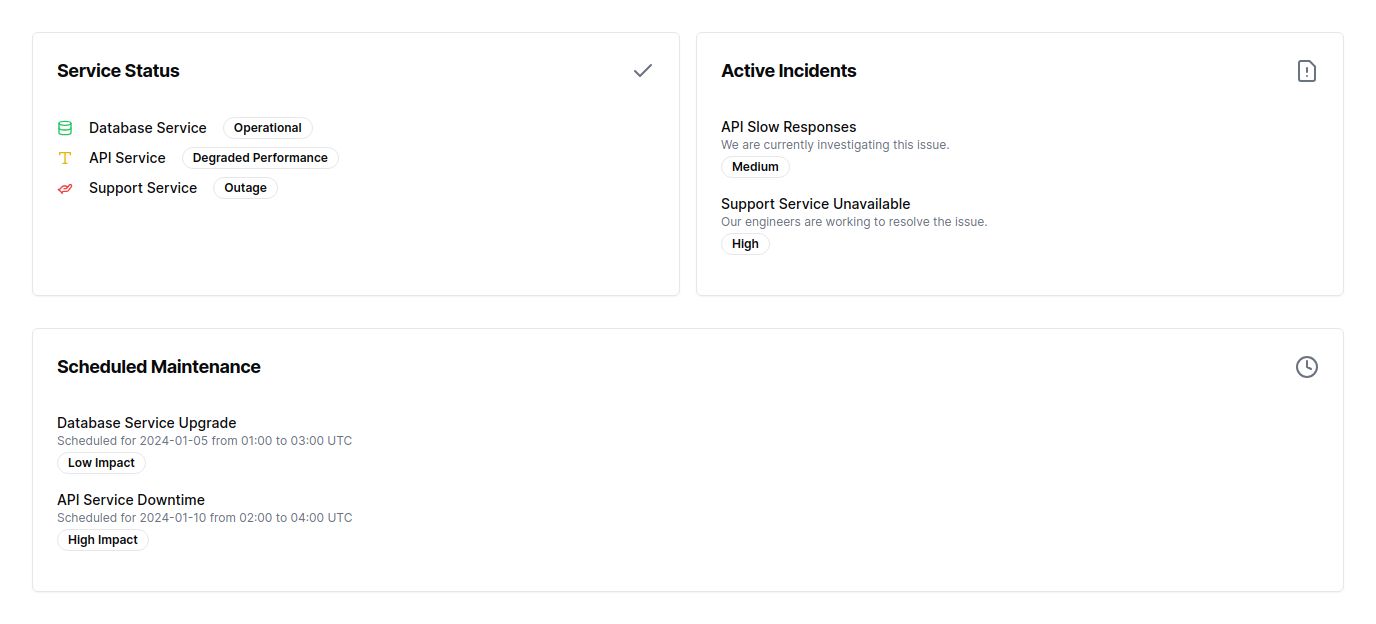 Service Status
Database Service Operational
API Service Degraded Performance
Support Service Outage
Active Incidents
API Slow Responses
We are currently investigating this issue.
Medium
Support Service Unavailable
Our engineers are working to resolve the issue.
High
Scheduled Maintenance
Database Service Upgrade
Scheduled for 2024-01-05 from 01:00 to 03:00 UTC
Low Impact
API Service Downtime
Scheduled for 2024-01-10 from 02:00 to 04:00 UTC
High Impact